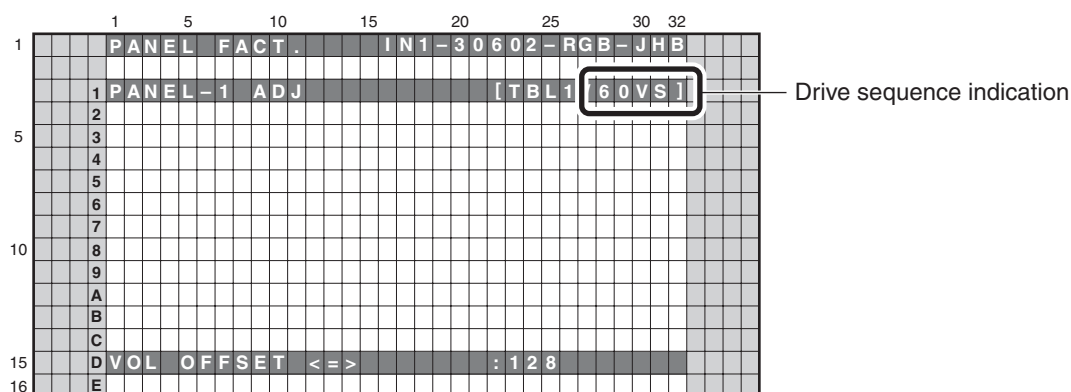 1 5 10 15 20 25 30 32
1 PANEL FACT. IN1-30602-RGB-JHB
1 PANEL-1 ADJ [TBL1/60VS] Drive sequence indication
2
5 3
4
5
6
7
10 8
9
A
B
C
15 D VOL OFFSET <=> :128
16 E